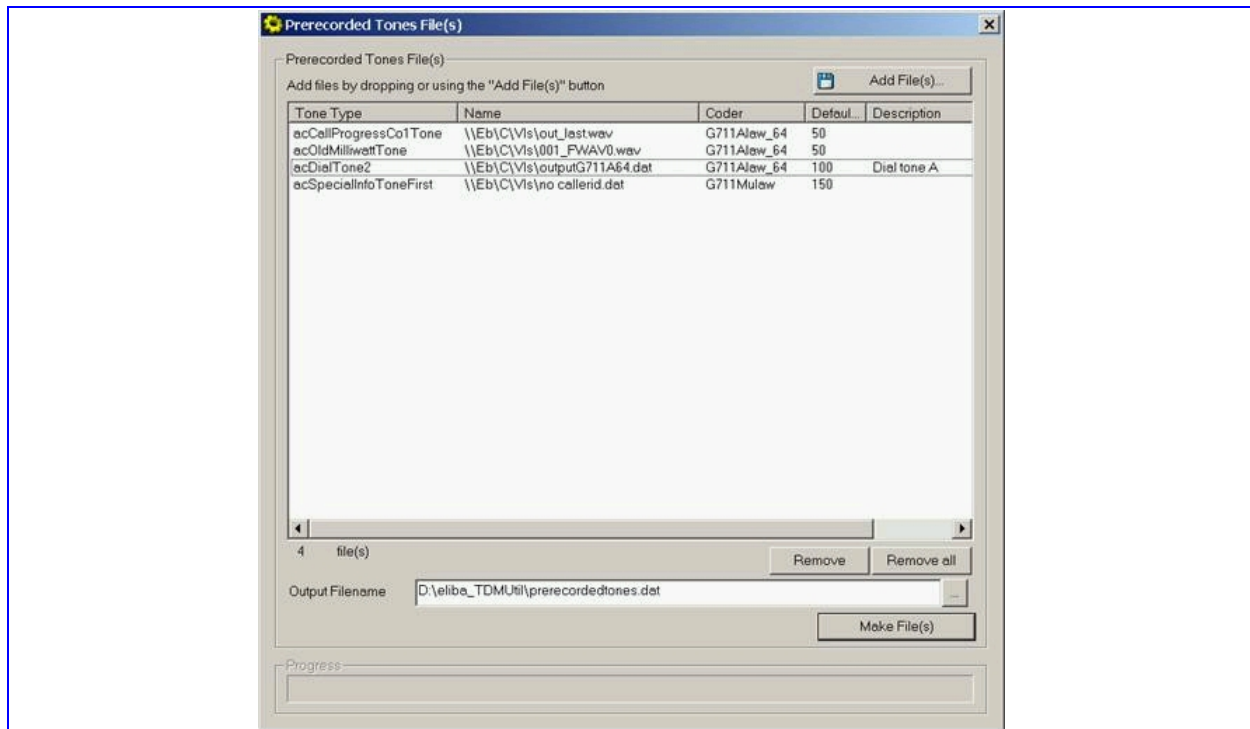 Prerecorded Tones File(s)
Prerecorded Tones File(s)
Add files by dropping or using the "Add File(s)" button
Add File(s)...
Tone Type Name Coder Defaul... Description
acCallProgressCo1Tone \\Eb\C\Vls\out_last.wav G711Alaw_64 50
acOldMilliwattTone \\Eb\C\Vls\001_FWAV0.wav G711Alaw_64 50
acDialTone2 \\Eb\C\Vls\outputG711A64.dat G711Alaw_64 100 Dial tone A
acSpecialInfoToneFirst \\Eb\C\Vls\no callerid.dat G711Mulaw 150
4 file(s)
Remove Remove all
Output Filename D:\eliba_TDMUtil\prerecordedtones.dat ...
Make File(s)
Progress